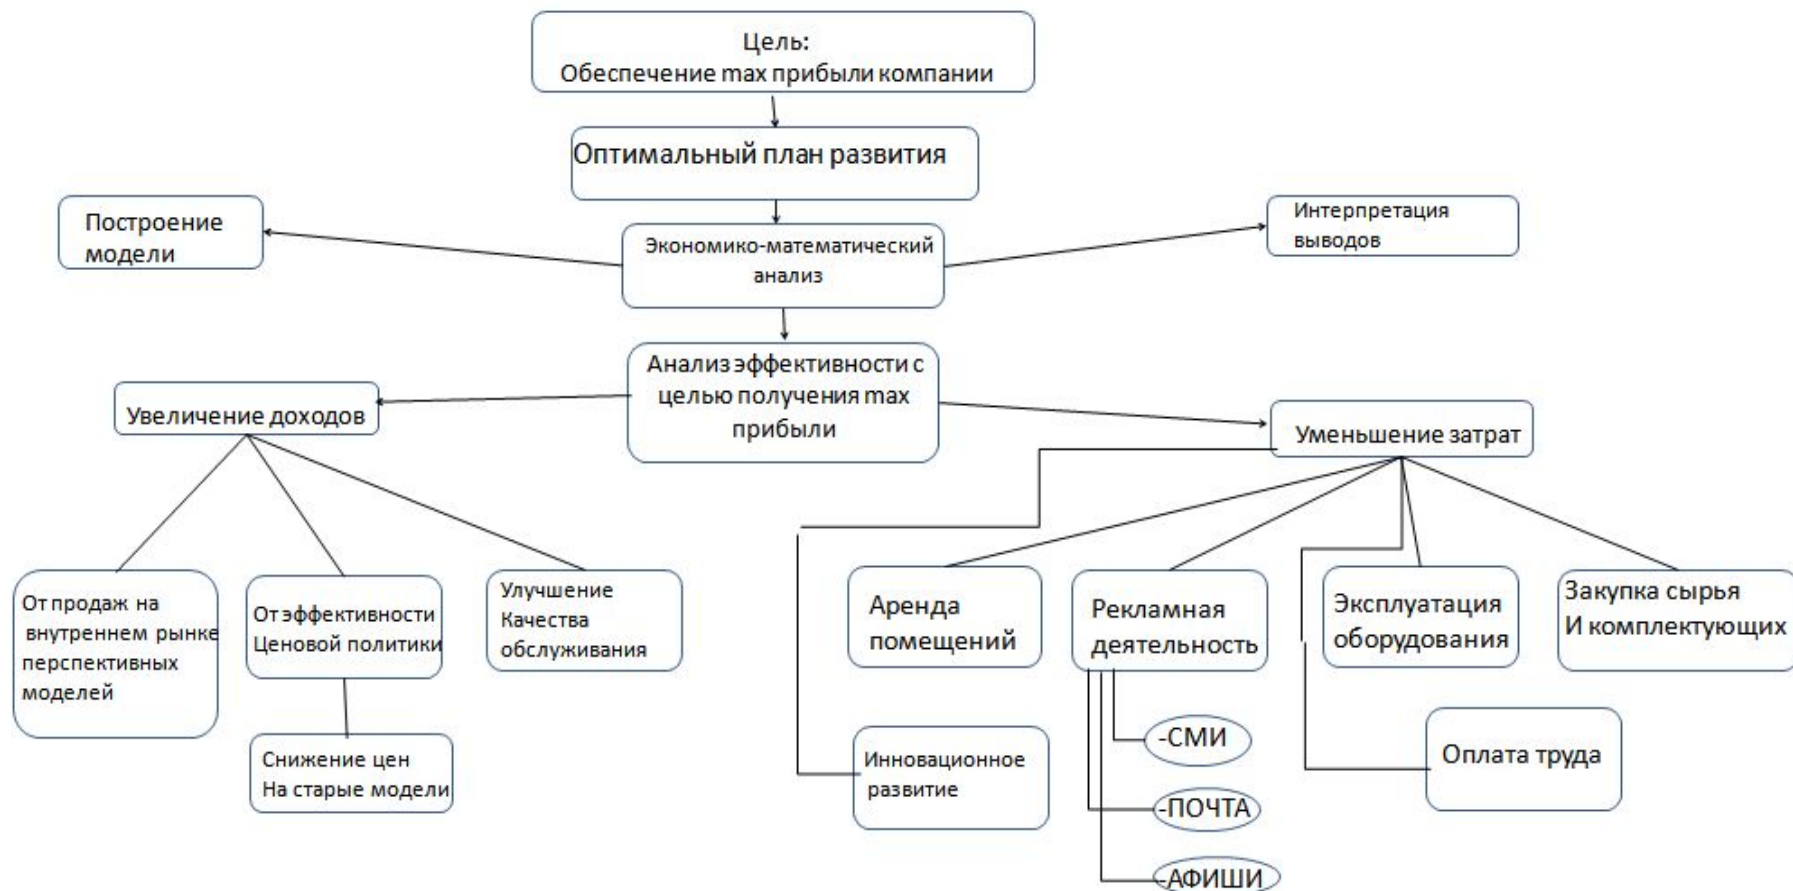 Цель:
Обеспечение max прибыли компании
Оптимальный план развития
Построение
модели
Экономико-математический
анализ
Интерпретация
выводов
Анализ эффективности с
целью получения max
прибыли
Увеличение доходов
Уменьшение затрат
От продаж на
внутреннем рынке
перспективных
моделей
От эффективности
Ценовой политики
Улучшение
Качества
обслуживания
Аренда
помещений
Рекламная
деятельность
Эксплуатация
оборудования
Закупка сырья
И комплектующих
Снижение цен
На старые модели
Инновационное
развитие
-СМИ
-ПОЧТА
-АФИШИ
Оплата труда